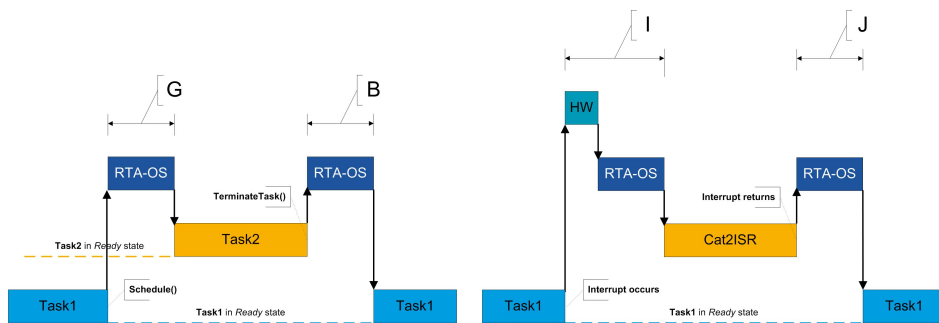 G
B
RTA-OS
RTA-OS
TerminateTask()
Task2
Task2 in Ready state
Schedule()
Task1
Task1
Task1 in Ready state
I
J
HW
RTA-OS
RTA-OS
Interrupt returns
Cat2ISR
Interrupt occurs
Task1
Task1
Task1 in Ready state